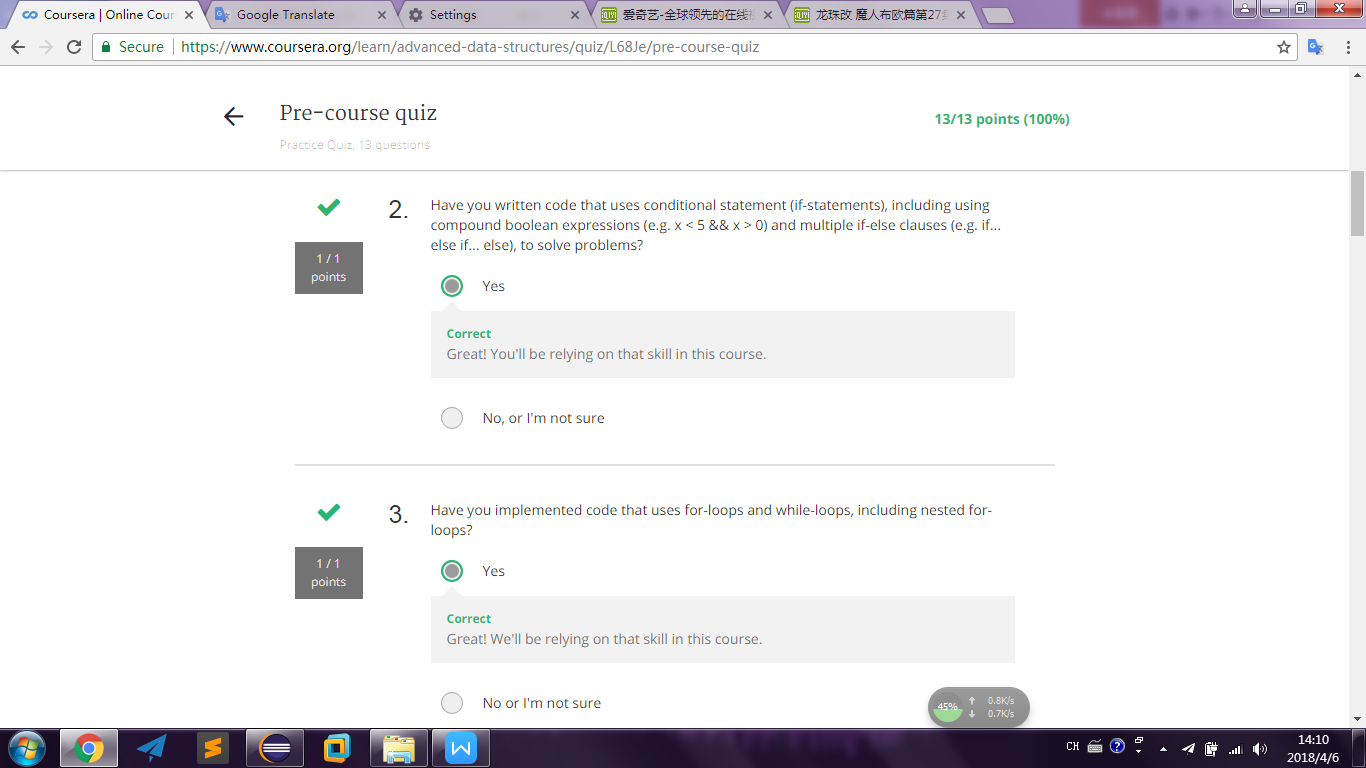 Coursera | Online Cour
Google Translate
Settings
爱奇艺-全球领先的在线视
龙珠改 魔人布欧篇第27集
Secure
https://www.coursera.org/learn/advanced-data-structures/quiz/L68Je/pre-course-quiz
Pre-course quiz
13/13 points (100%)
Practice Quiz, 13 questions
2.
Have you written code that uses conditional statement (if-statements), including using
compound boolean expressions (e.g. x < 5 && x > 0) and multiple if-else clauses (e.g. if...
else if... else), to solve problems?
1 / 1
points
Yes
Correct
Great! You'll be relying on that skill in this course.
No, or I'm not sure
3.
Have you implemented code that uses for-loops and while-loops, including nested for-
loops?
1 / 1
points
Yes
Correct
Great! We'll be relying on that skill in this course.
No or I'm not sure
45%
0.8K/s
0.7K/s
CH
14:10
2018/4/6